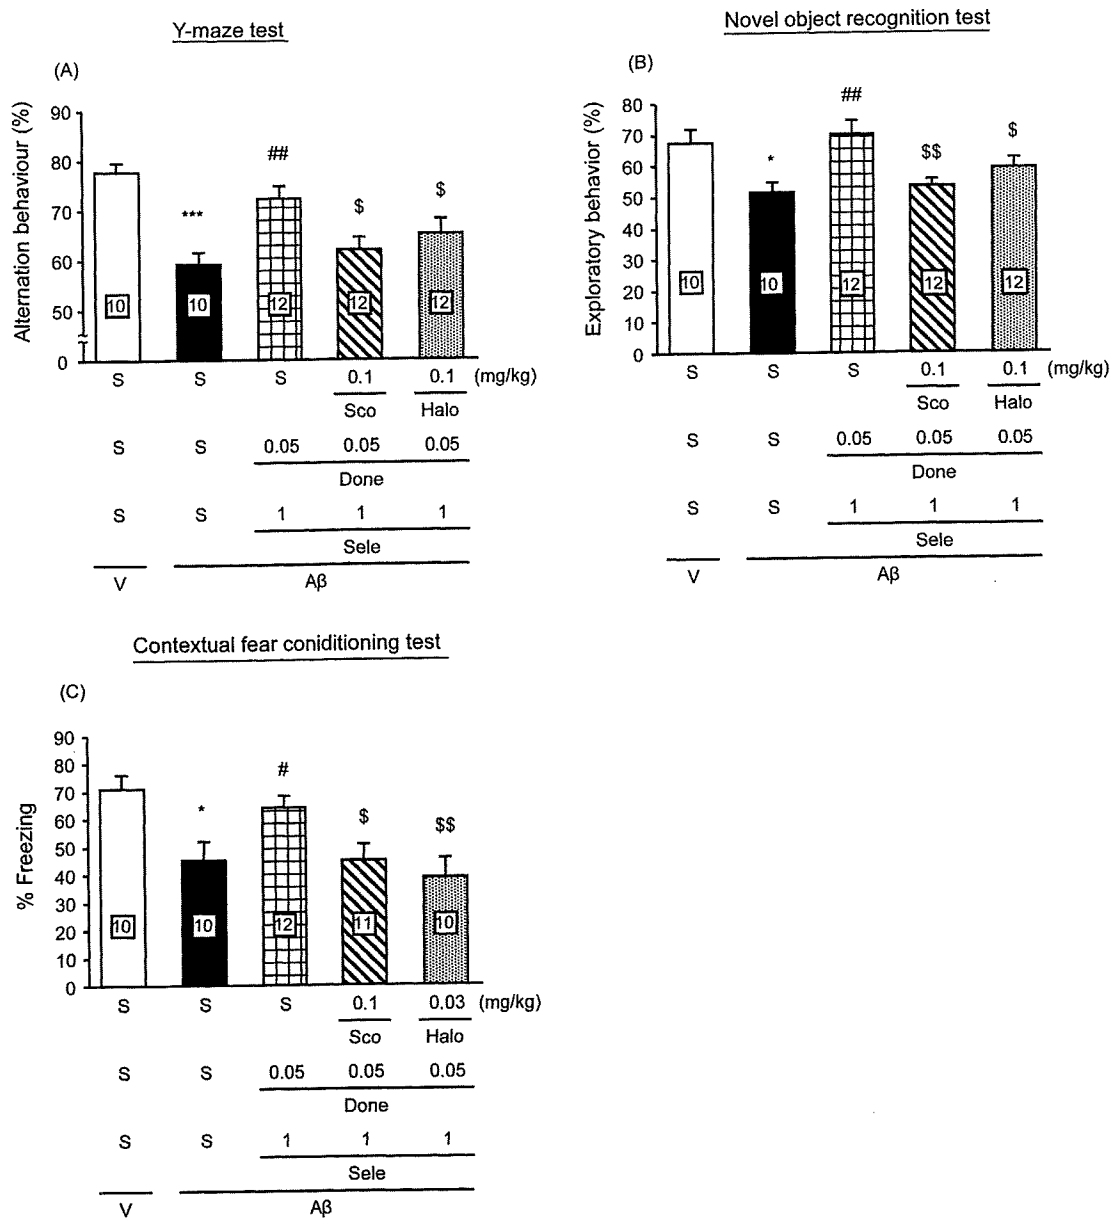 Y-maze test
(A)
Alternation behaviour (%)
90
80
70
60
50
0
***
##
$
$
10
10
12
12
12
S
S
S
0.1
0.1
(mg/kg)
Sco
Halo
S
S
0.05
0.05
0.05
Done
S
S
1
1
1
Sele
V
Aβ
Novel object recognition test
(B)
Exploratory behavior (%)
80
70
60
50
40
30
20
10
0
*
##
$$
$
10
10
12
12
12
S
S
S
0.1
0.1
(mg/kg)
Sco
Halo
S
S
0.05
0.05
0.05
Done
S
S
1
1
1
Sele
V
Aβ
Contextual fear coniditioning test
(C)
% Freezing
90
80
70
60
50
40
30
20
10
0
*
#
$
$$
10
10
12
11
10
S
S
S
0.1
0.03
(mg/kg)
Sco
Halo
S
S
0.05
0.05
0.05
Done
S
S
1
1
1
Sele
V
Aβ